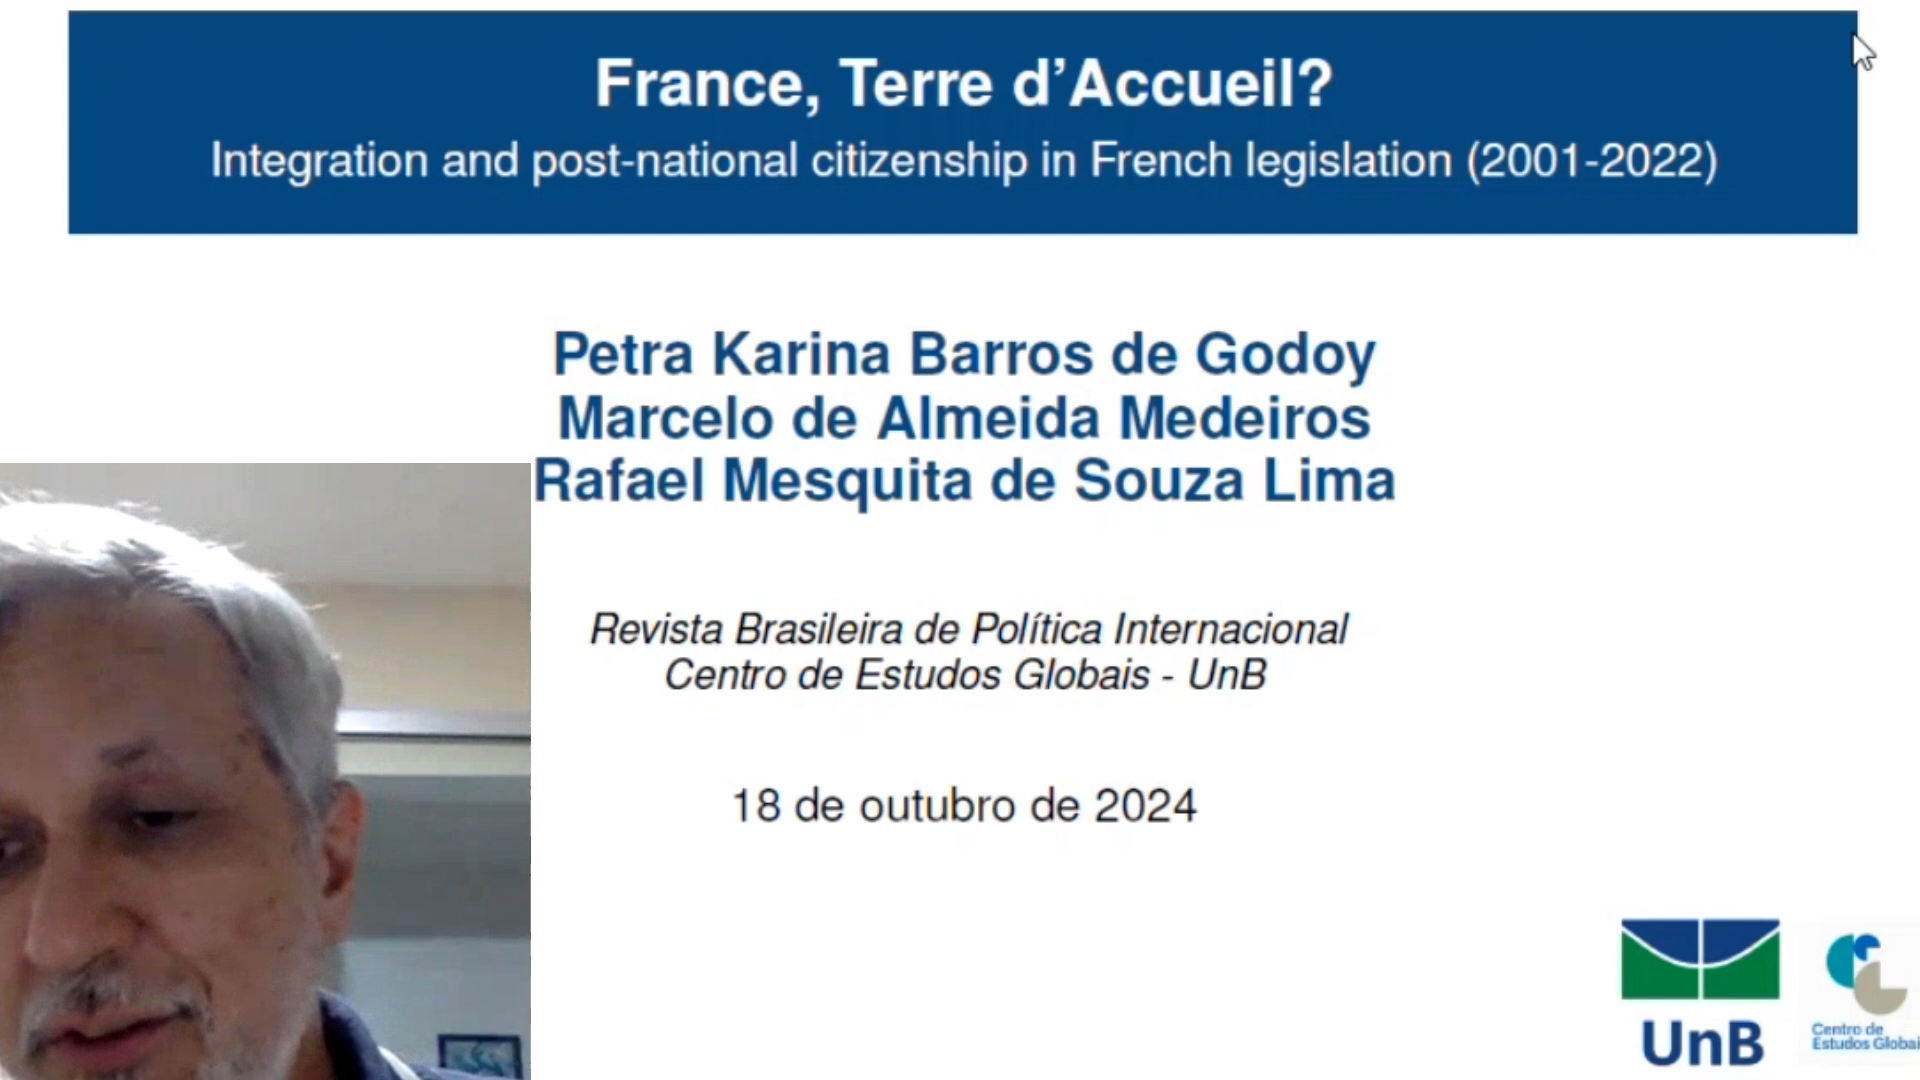 France, Terre d'Accueil?
Integration and post-national citizenship in French legislation (2001-2022)
Petra Karina Barros de Godoy
Marcelo de Almeida Medeiros
Rafael Mesquita de Souza Lima
Revista Brasileira de Política Internacional
Centro de Estudos Globais - UnB
18 de outubro de 2024
UnB
Centro de
Estudos Globai